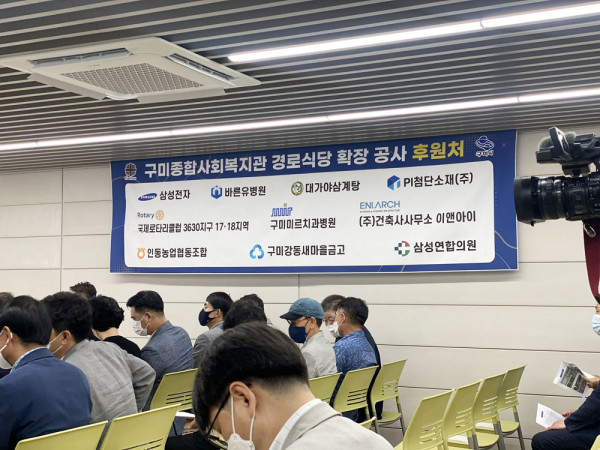 구미종합사회복지관 경로식당 확장 공사 후원처
구미시
SAMSUNG 삼성전자
바른유병원
대가야삼계탕
PI첨단소재(주)
Rotary
국제로타리클럽 3630지구 17-18지역
구미미르치과병원
ENIARCH
(주)건축사사무소 이앤아이
인동농업협동조합
구미강동새마을금고
삼성연합의원